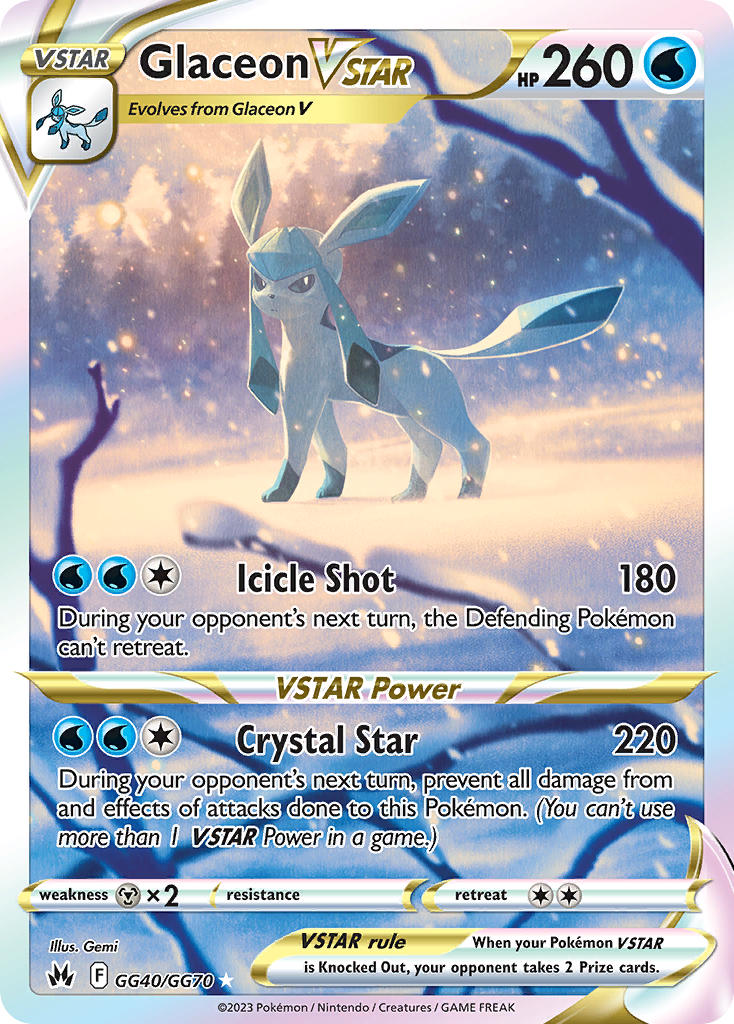 VSTAR
Glaceon VSTAR
HP 260
Evolves from Glaceon V
Icicle Shot 180
During your opponent's next turn, the Defending Pokémon
can't retreat.
VSTAR Power
Crystal Star 220
During your opponent's next turn, prevent all damage from
and effects of attacks done to this Pokémon. (You can't use
more than 1 VSTAR Power in a game.)
weakness ×2 resistance retreat
Illus. Gemi
F GG40/GG70
VSTAR rule When your Pokémon VSTAR
is Knocked Out, your opponent takes 2 Prize cards.
©2023 Pokémon / Nintendo / Creatures / GAME FREAK